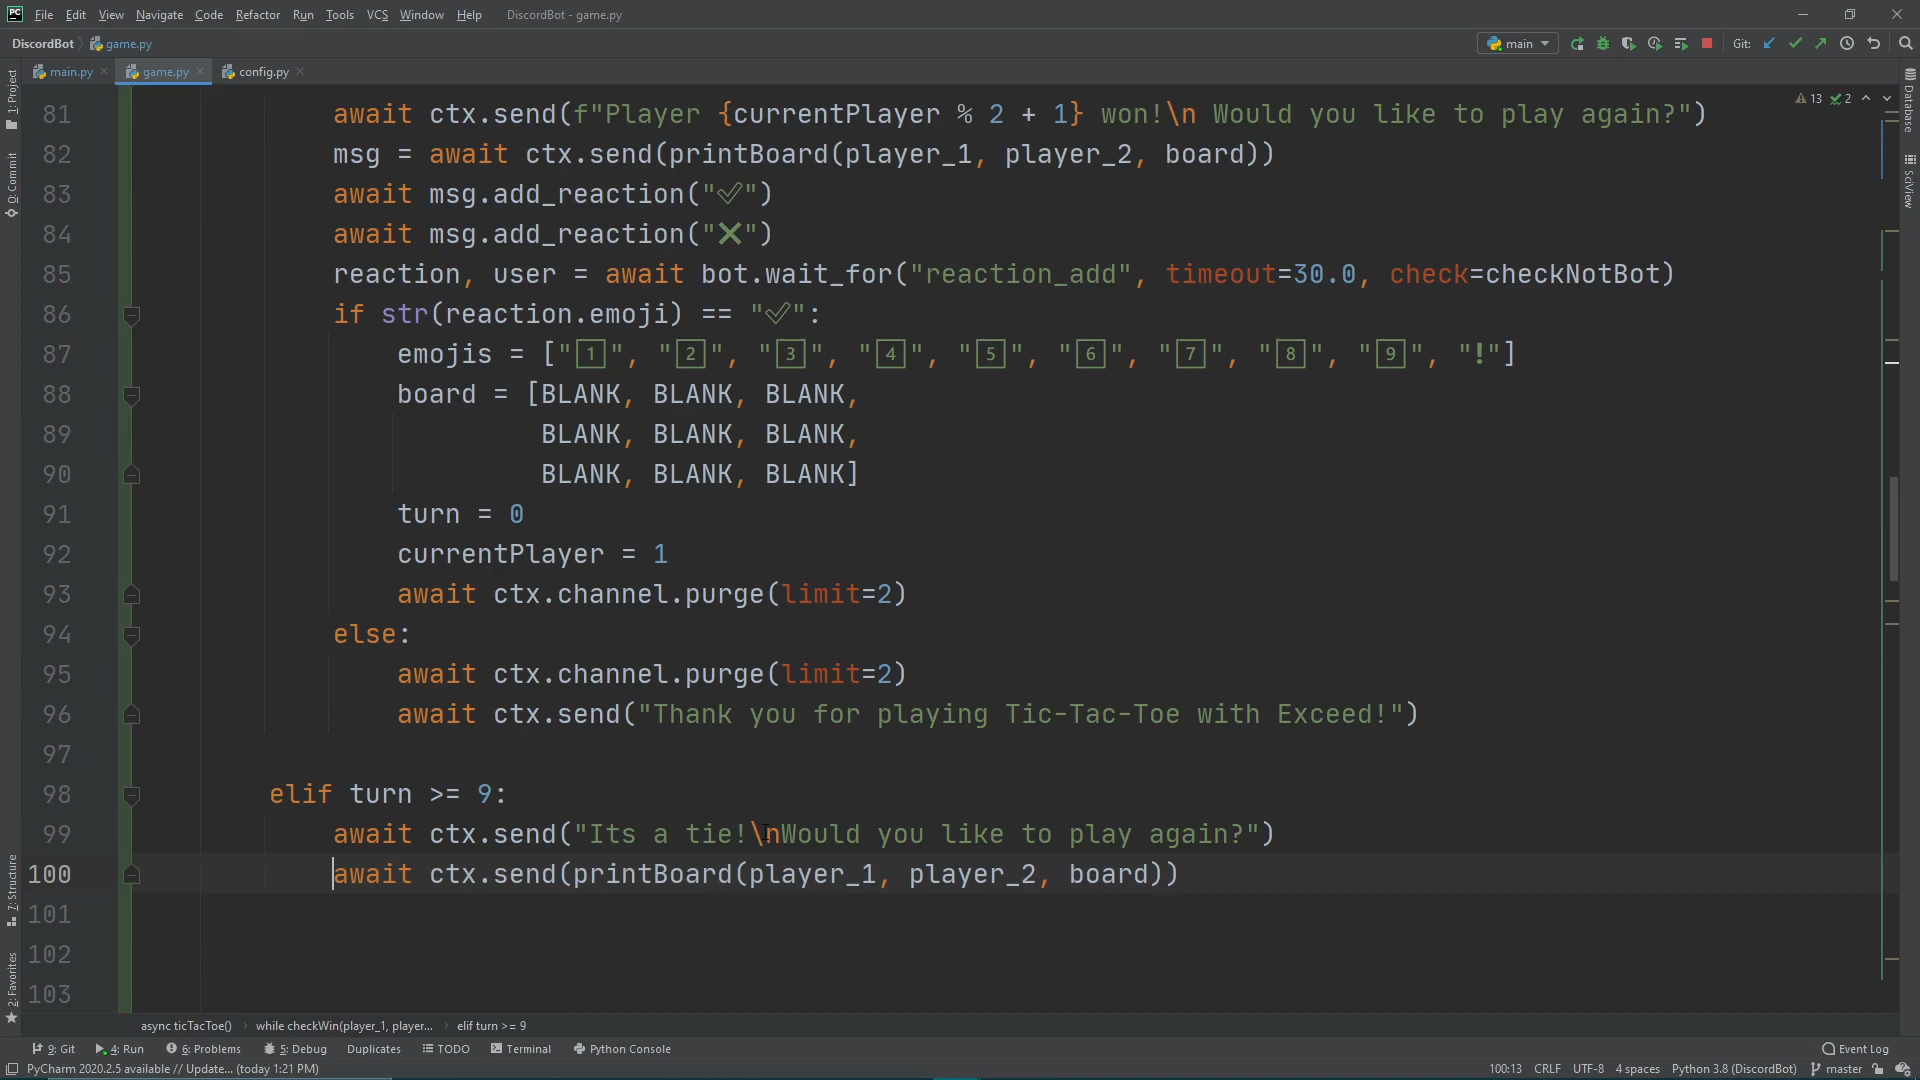 PC File Edit View Navigate Code Refactor Run Tools VCS Window Help DiscordBot - game.py
DiscordBot game.py main Git:
main.py game.py config.py
1: Project
0: Commit
7: Structure
2: Favorites
Database
SciView
13 2
81 await ctx.send(f"Player {currentPlayer % 2 + 1} won!\n Would you like to play again?")
82 msg = await ctx.send(printBoard(player_1, player_2, board))
83 await msg.add_reaction("✅")
84 await msg.add_reaction("❌")
85 reaction, user = await bot.wait_for("reaction_add", timeout=30.0, check=checkNotBot)
86 if str(reaction.emoji) == "✅":
87 emojis = ["1️⃣", "2️⃣", "3️⃣", "4️⃣", "5️⃣", "6️⃣", "7️⃣", "8️⃣", "9️⃣", "❗"]
88 board = [BLANK, BLANK, BLANK,
89 BLANK, BLANK, BLANK,
90 BLANK, BLANK, BLANK]
91 turn = 0
92 currentPlayer = 1
93 await ctx.channel.purge(limit=2)
94 else:
95 await ctx.channel.purge(limit=2)
96 await ctx.send("Thank you for playing Tic-Tac-Toe with Exceed!")
97
98 elif turn >= 9:
99 await ctx.send("Its a tie!\nWould you like to play again?")
100 await ctx.send(printBoard(player_1, player_2, board))
101
102
103
async ticTacToe() while checkWin(player_1, player... elif turn >= 9
9: Git 4: Run 6: Problems 5: Debug Duplicates TODO Terminal Python Console Event Log
PyCharm 2020.2.5 available // Update... (today 1:21 PM) 100:13 CRLF UTF-8 4 spaces Python 3.8 (DiscordBot) master